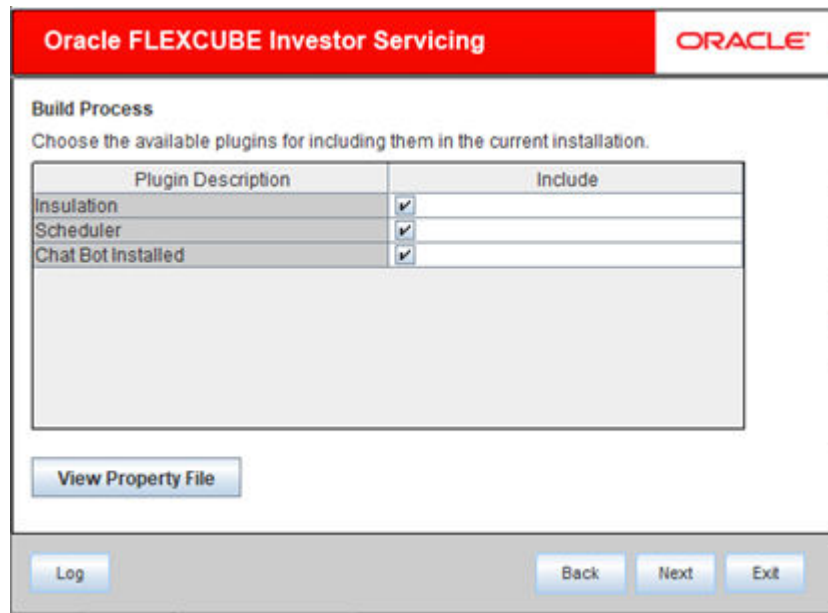 Oracle FLEXCUBE Investor Servicing
ORACLE
Build Process
Choose the available plugins for including them in the current installation.
Plugin Description Include
Insulation
Scheduler
Chat Bot Installed
View Property File
Log Back Next Exit